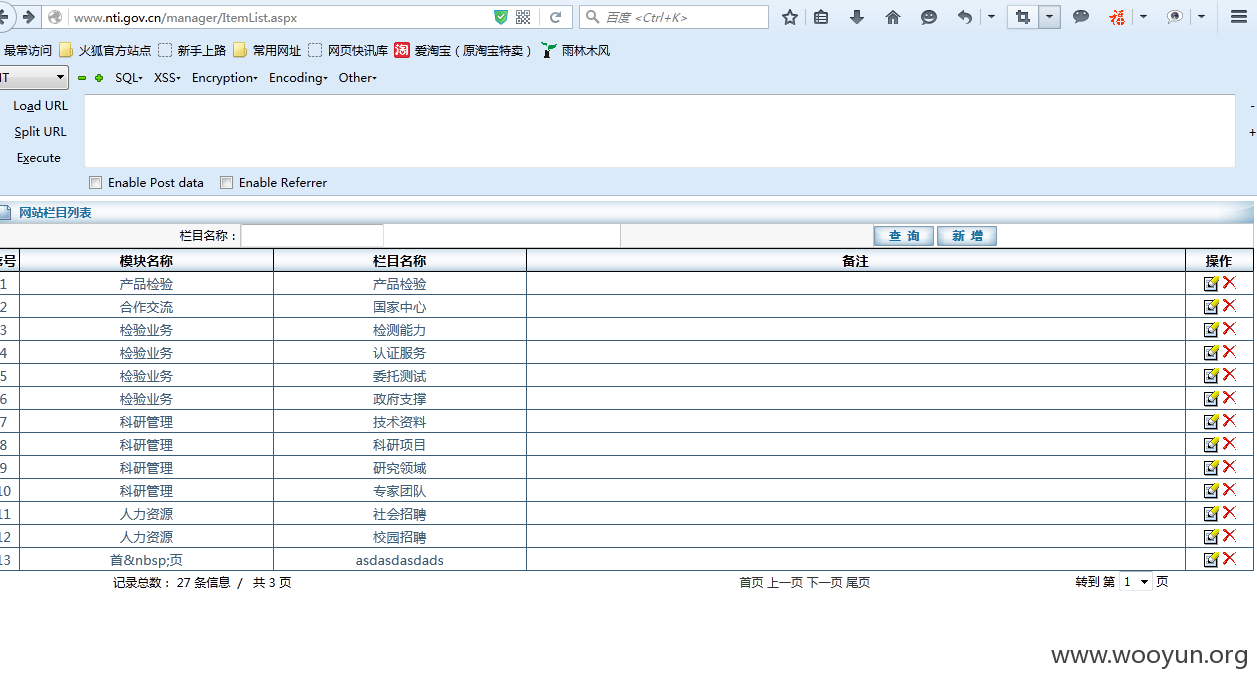 www.nti.gov.cn/manager/ItemList.aspx
百度 <Ctrl+K>
最常访问 火狐官方站点 新手上路 常用网址 网页快讯库 淘 爱淘宝（原淘宝特卖） 雨林木风
IT SQL XSS Encryption Encoding Other
Load URL
Split URL
Execute
-
+
Enable Post data Enable Referrer
网站栏目列表
栏目名称： 查 询 新 增
序号 模块名称 栏目名称 备注 操作
1 产品检验 产品检验
2 合作交流 国家中心
3 检验业务 检测能力
4 检验业务 认证服务
5 检验业务 委托测试
6 检验业务 政府支撑
7 科研管理 技术资料
8 科研管理 科研项目
9 科研管理 研究领域
10 科研管理 专家团队
11 人力资源 社会招聘
12 人力资源 校园招聘
13 首&nbsp;页 asdasdasdads
记录总数： 27 条信息 / 共 3 页 首页 上一页 下一页 尾页 转到 第 1 页
www.wooyun.org